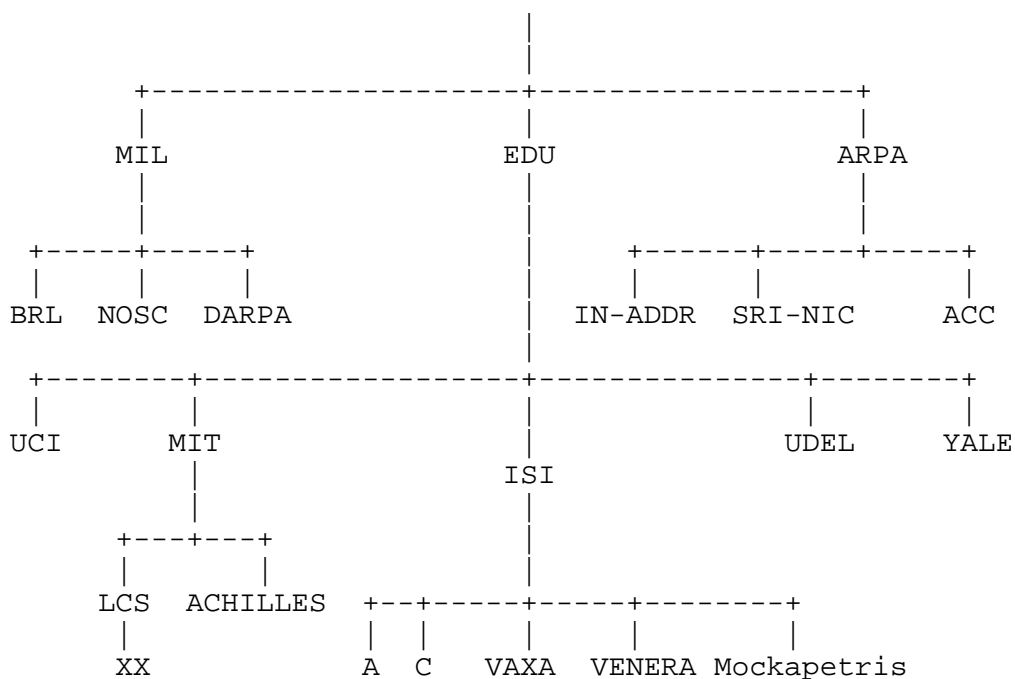 MIL EDU ARPA
BRL NOSC DARPA IN-ADDR SRI-NIC ACC
UCI MIT UDEL YALE
ISI
LCS ACHILLES
XX A C VAXA VENERA Mockapetris